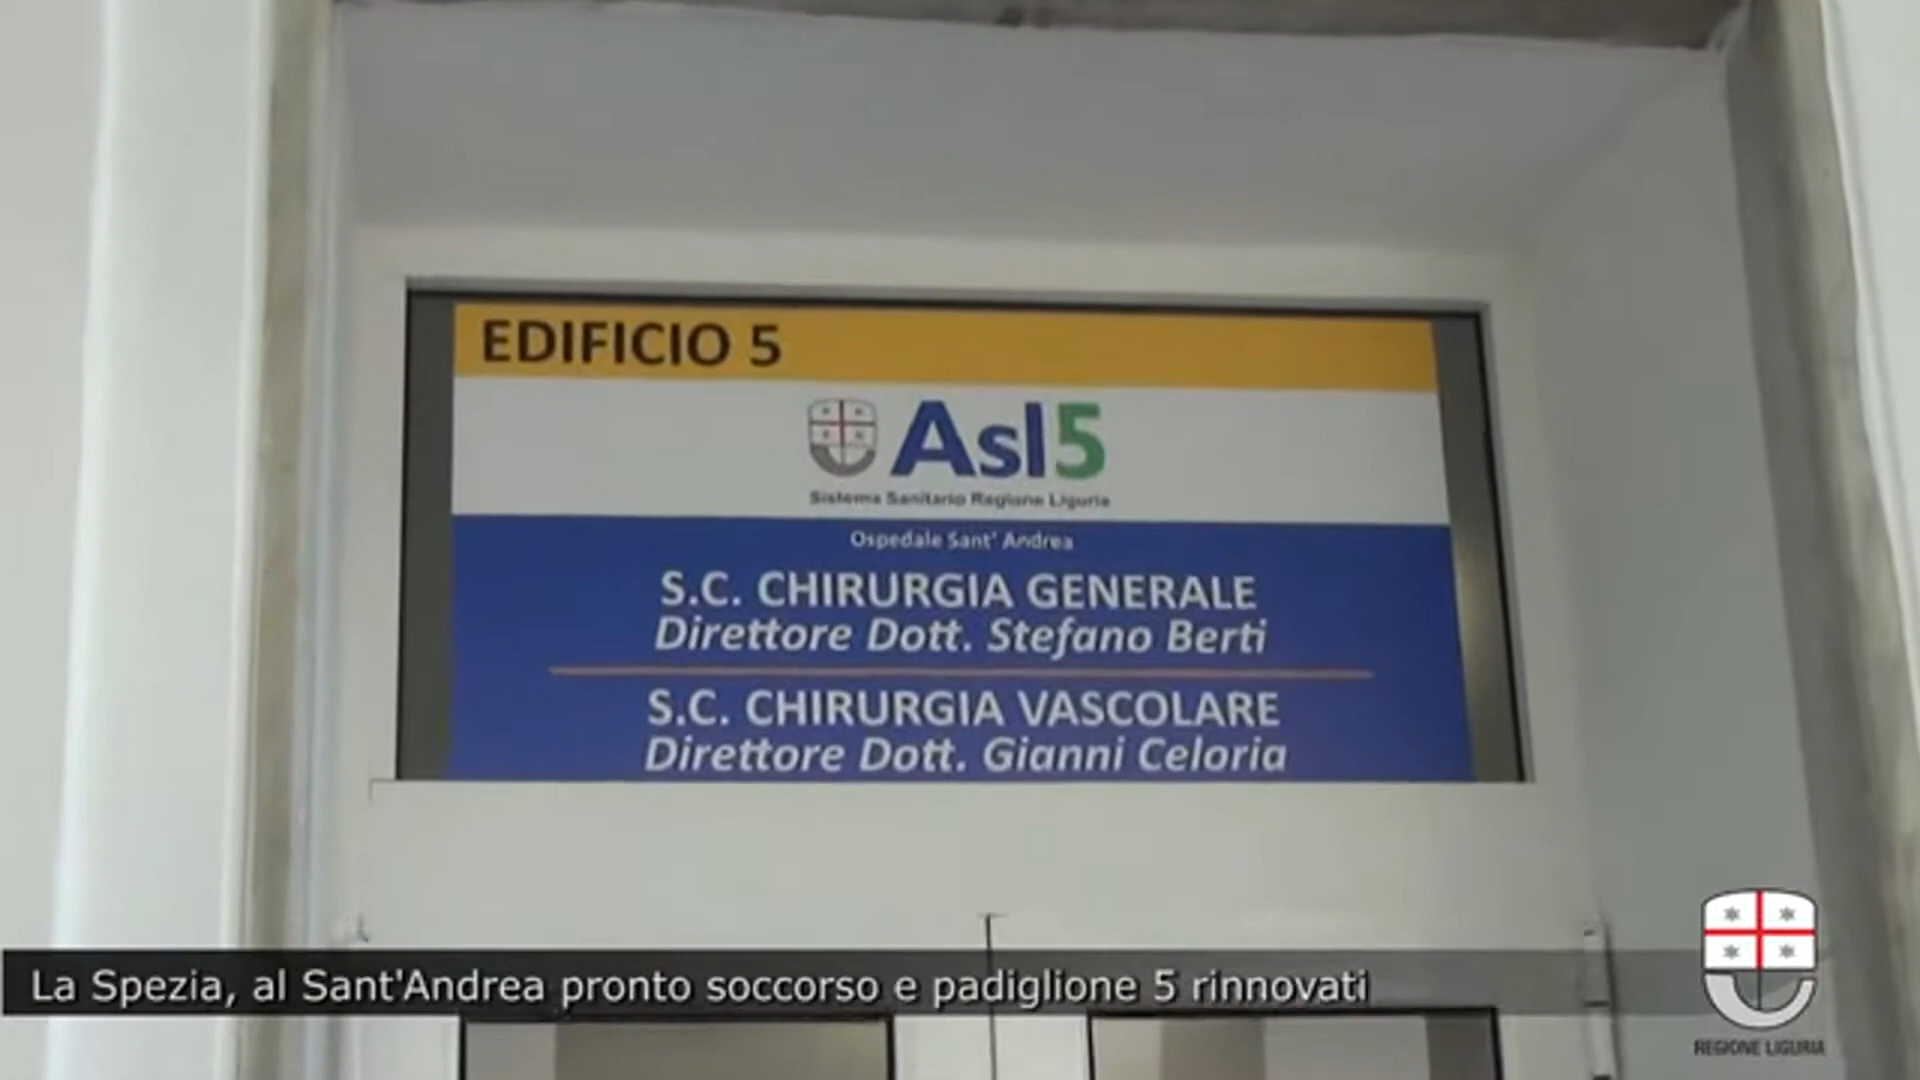 EDIFICIO 5
Asl5
Sistema Sanitario Regione Liguria
Ospedale Sant' Andrea
S.C. CHIRURGIA GENERALE
Direttore Dott. Stefano Berti
S.C. CHIRURGIA VASCOLARE
Direttore Dott. Gianni Celoria
La Spezia, al Sant'Andrea pronto soccorso e padiglione 5 rinnovati
REGIONE LIGURIA